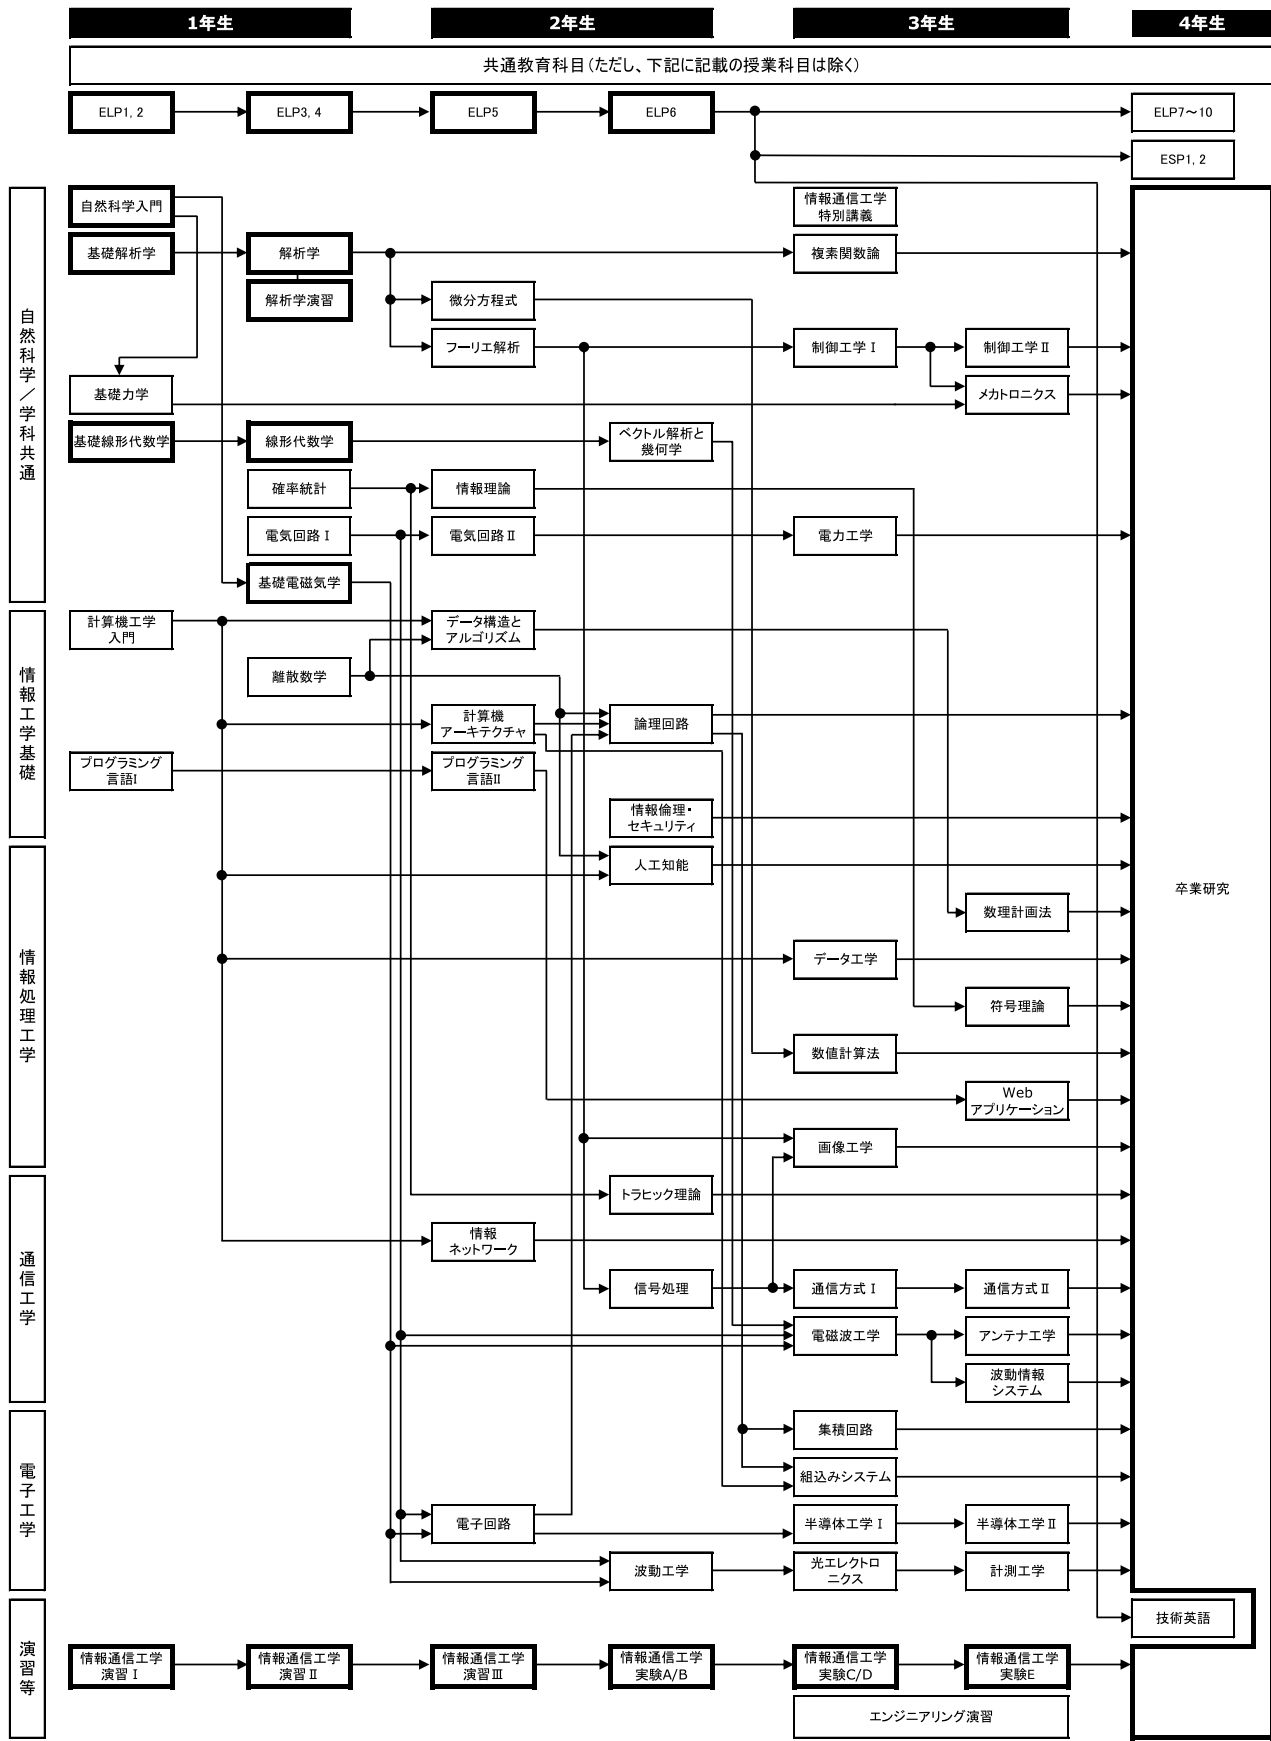 1年生
2年生
3年生
4年生
共通教育科目(ただし、下記に記載の授業科目は除く)
ELP1, 2
ELP3, 4
ELP5
ELP6
ELP7～10
ESP1, 2
自然科学／学科共通
自然科学入門
情報通信工学
特別講義
基礎解析学
解析学
複素関数論
解析学演習
微分方程式
フーリエ解析
制御工学Ⅰ
制御工学Ⅱ
基礎力学
メカトロニクス
基礎線形代数学
線形代数学
ベクトル解析と
幾何学
確率統計
情報理論
電気回路Ⅰ
電気回路Ⅱ
電力工学
基礎電磁気学
情報工学基礎
計算機工学
入門
データ構造と
アルゴリズム
離散数学
計算機
アーキテクチャ
論理回路
プログラミング
言語Ⅰ
プログラミング
言語Ⅱ
情報倫理・
セキュリティ
情報処理工学
人工知能
卒業研究
数理計画法
データ工学
符号理論
数値計算法
Web
アプリケーション
画像工学
通信工学
トラヒック理論
情報
ネットワーク
信号処理
通信方式Ⅰ
通信方式Ⅱ
電磁波工学
アンテナ工学
波動情報
システム
電子工学
集積回路
組込みシステム
電子回路
半導体工学Ⅰ
半導体工学Ⅱ
波動工学
光エレクトロ
ニクス
計測工学
演習等
技術英語
情報通信工学
演習Ⅰ
情報通信工学
演習Ⅱ
情報通信工学
演習Ⅲ
情報通信工学
実験A/B
情報通信工学
実験C/D
情報通信工学
実験E
エンジニアリング演習